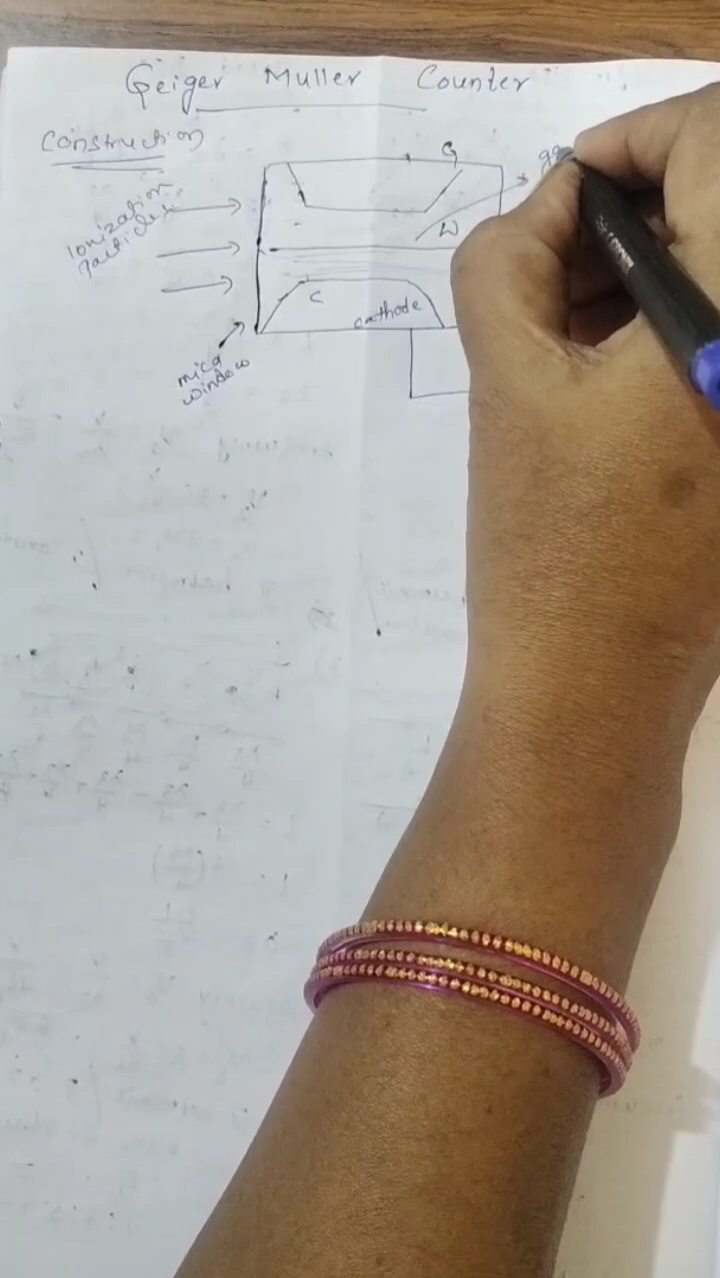 Geiger Muller Counter
Construction
G
ionization
particles
W
C
cathode
mica
window